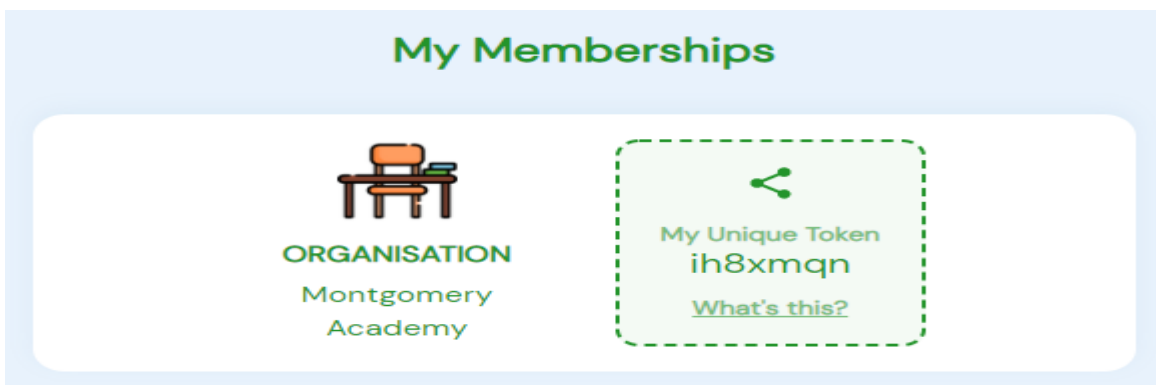 My Memberships
ORGANISATION
Montgomery
Academy
My Unique Token
ih8xmqn
What's this?